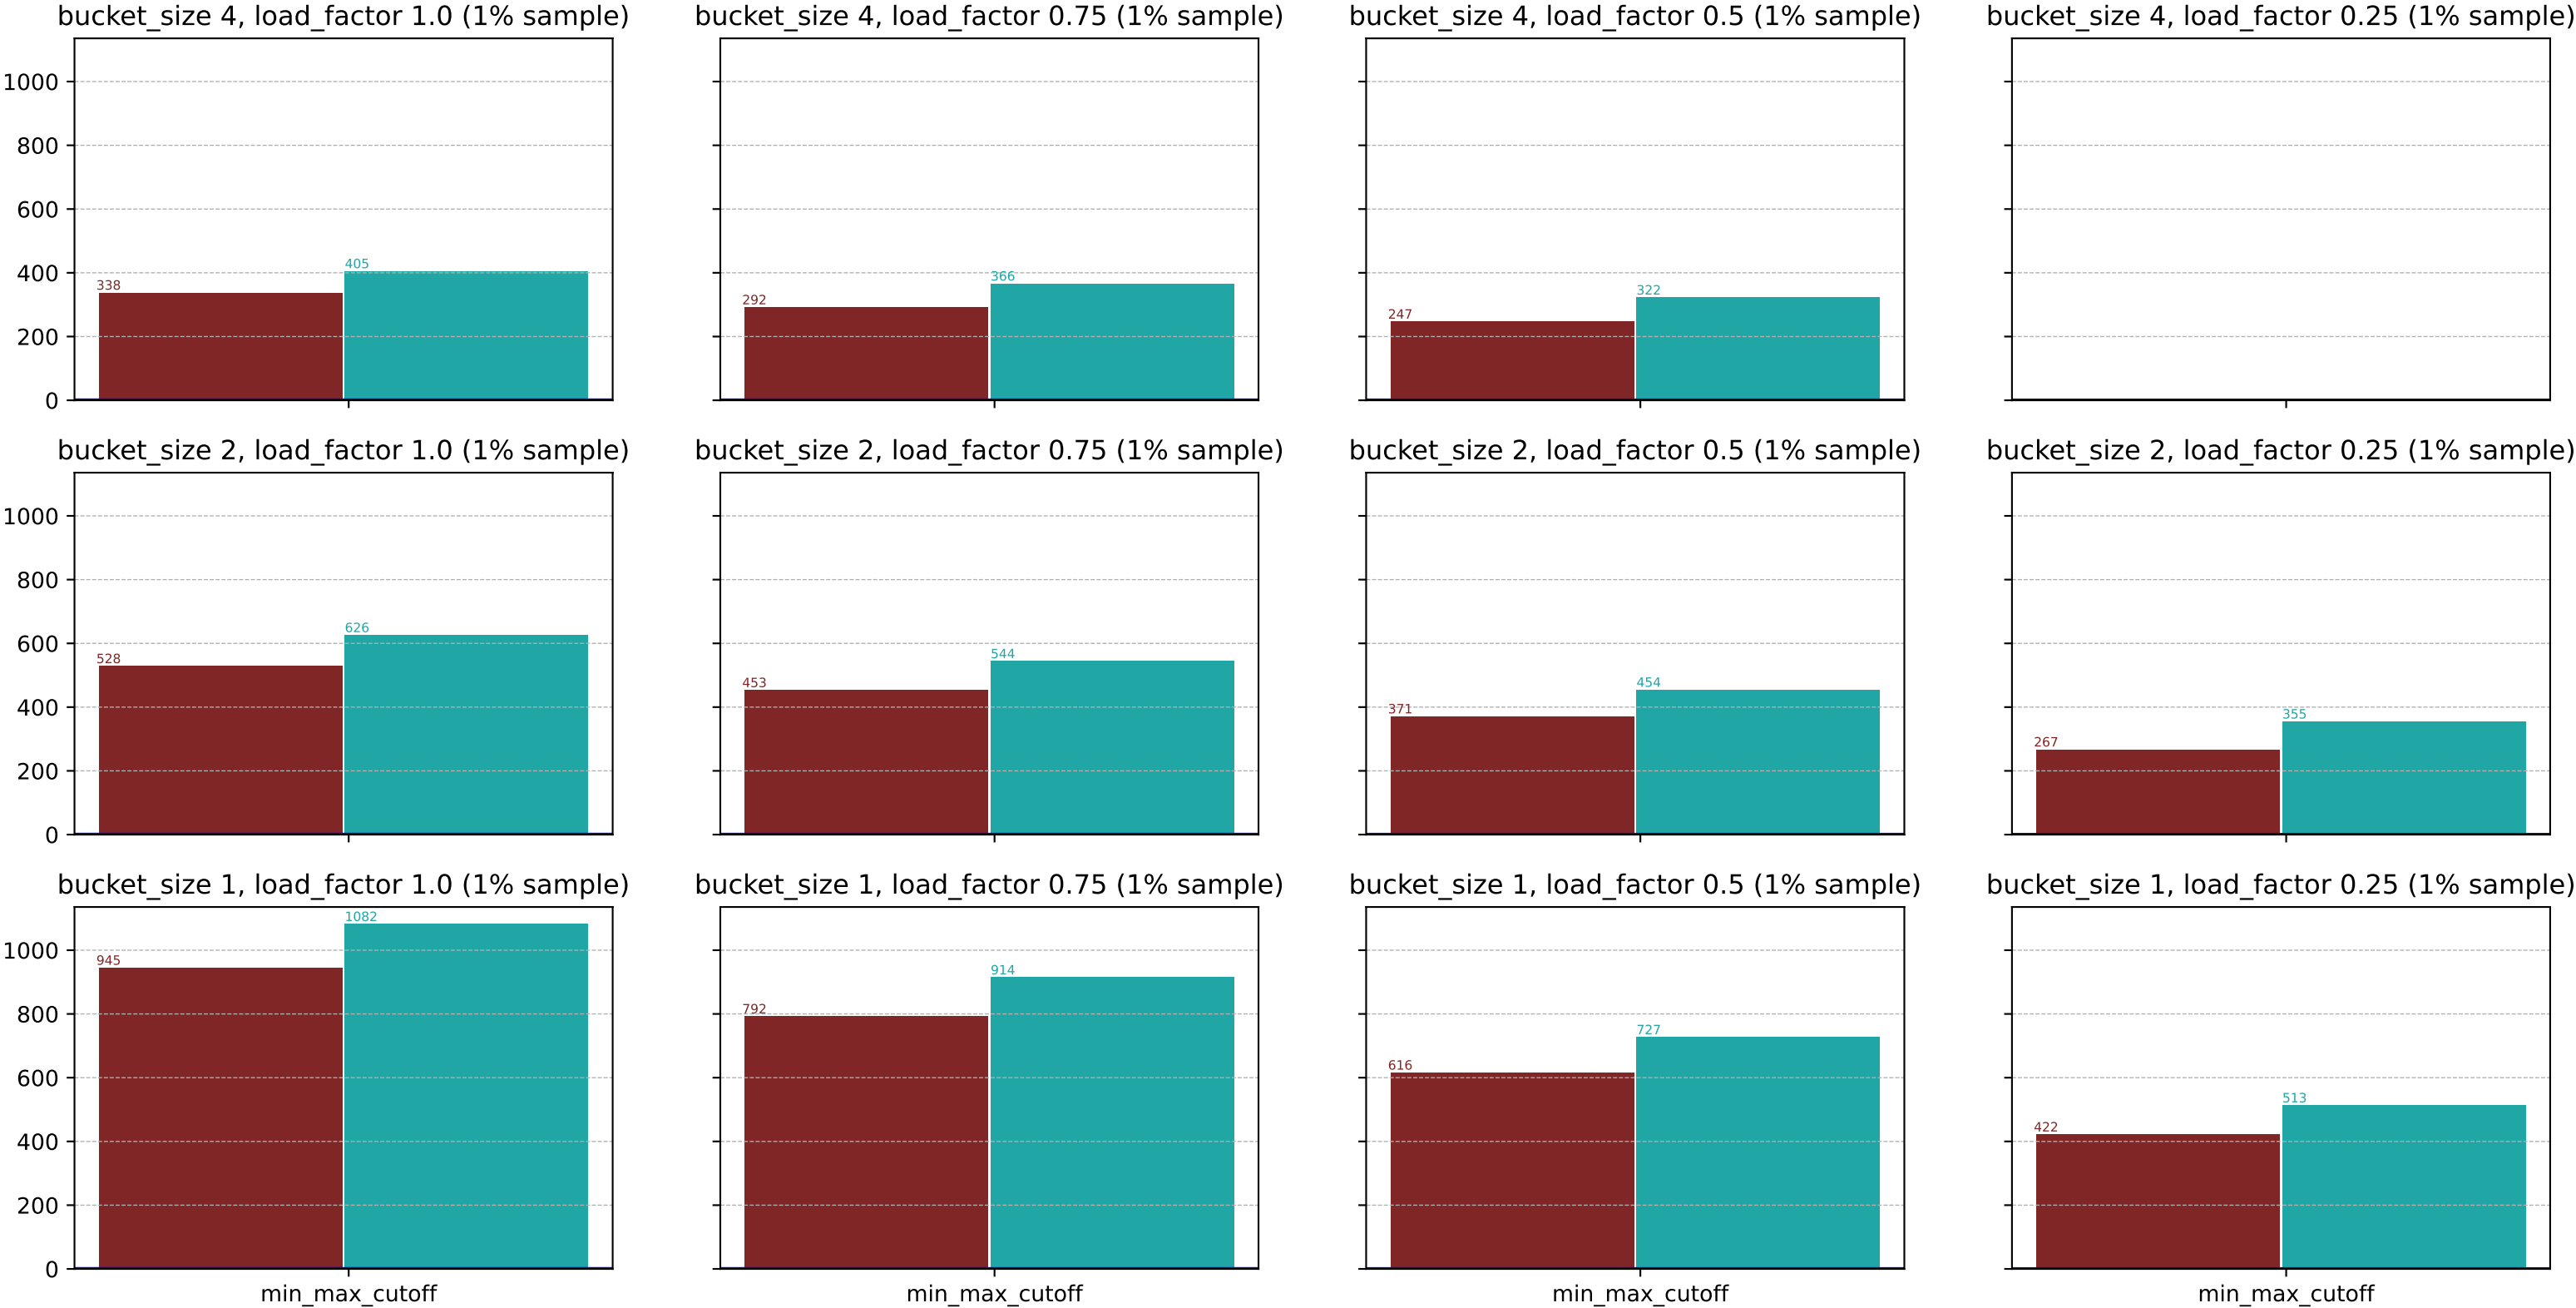 bucket_size 4, load_factor 1.0 (1% sample)
1000
800
600
400
200
0
338
405
bucket_size 4, load_factor 0.75 (1% sample)
292
366
bucket_size 4, load_factor 0.5 (1% sample)
247
322
bucket_size 4, load_factor 0.25 (1% sample)
bucket_size 2, load_factor 1.0 (1% sample)
1000
800
600
400
200
0
528
626
bucket_size 2, load_factor 0.75 (1% sample)
453
544
bucket_size 2, load_factor 0.5 (1% sample)
371
454
bucket_size 2, load_factor 0.25 (1% sample)
267
355
bucket_size 1, load_factor 1.0 (1% sample)
1000
800
600
400
200
0
945
1082
min_max_cutoff
bucket_size 1, load_factor 0.75 (1% sample)
792
914
min_max_cutoff
bucket_size 1, load_factor 0.5 (1% sample)
616
727
min_max_cutoff
bucket_size 1, load_factor 0.25 (1% sample)
422
513
min_max_cutoff